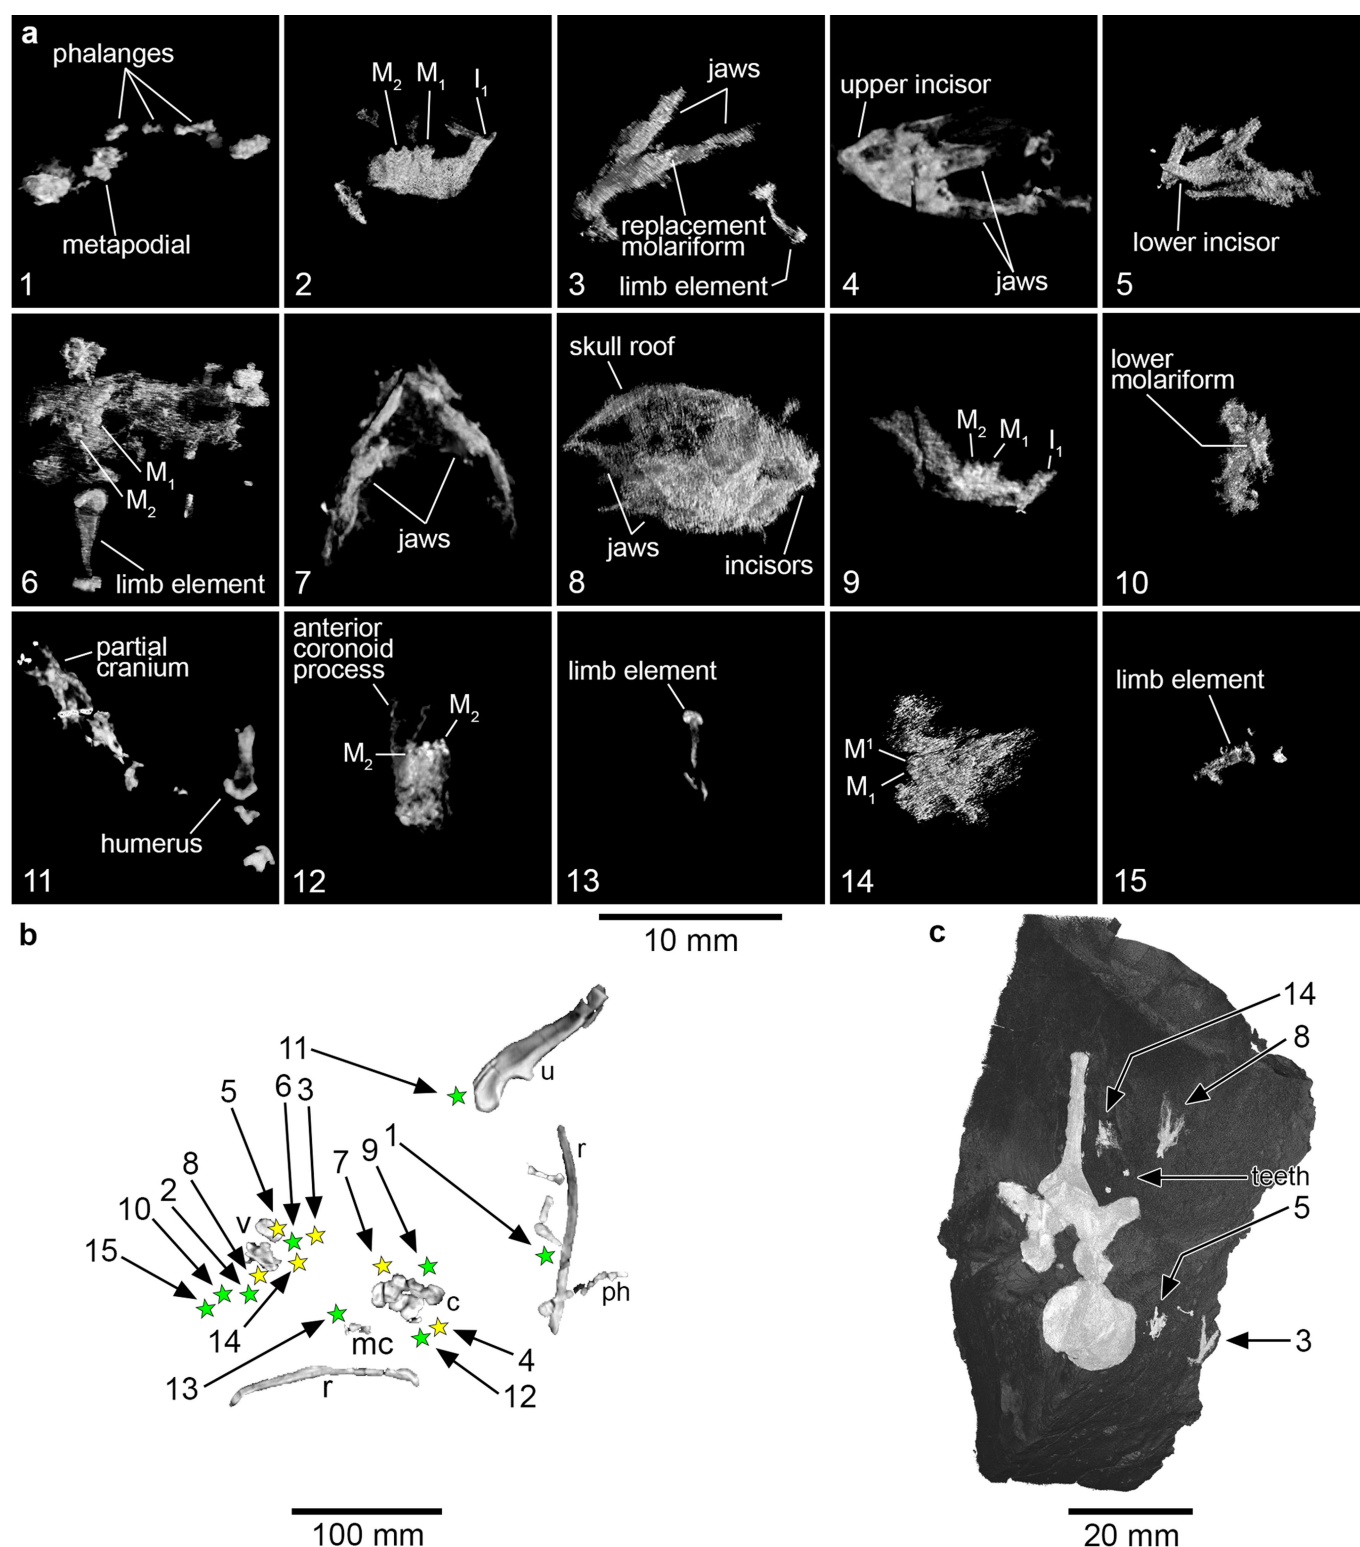 a
phalanges
metapodial
1
M₂ M₁ I₁
2
jaws
replacement
molariform
limb element
3
upper incisor
jaws
4
lower incisor
5
M₁
M₂
limb element
6
jaws
7
skull roof
jaws
incisors
8
M₂ M₁ I₁
9
lower
molariform
10
partial
cranium
humerus
11
anterior
coronoid
process
M₂
M₂
12
limb element
13
M¹
M₁
14
limb element
15
10 mm
b
11
u
5 6 3
1
r
7 9
8
2
10
v
15
ph
c
14
mc
4
13
r
12
100 mm
c
14
8
teeth
5
3
20 mm